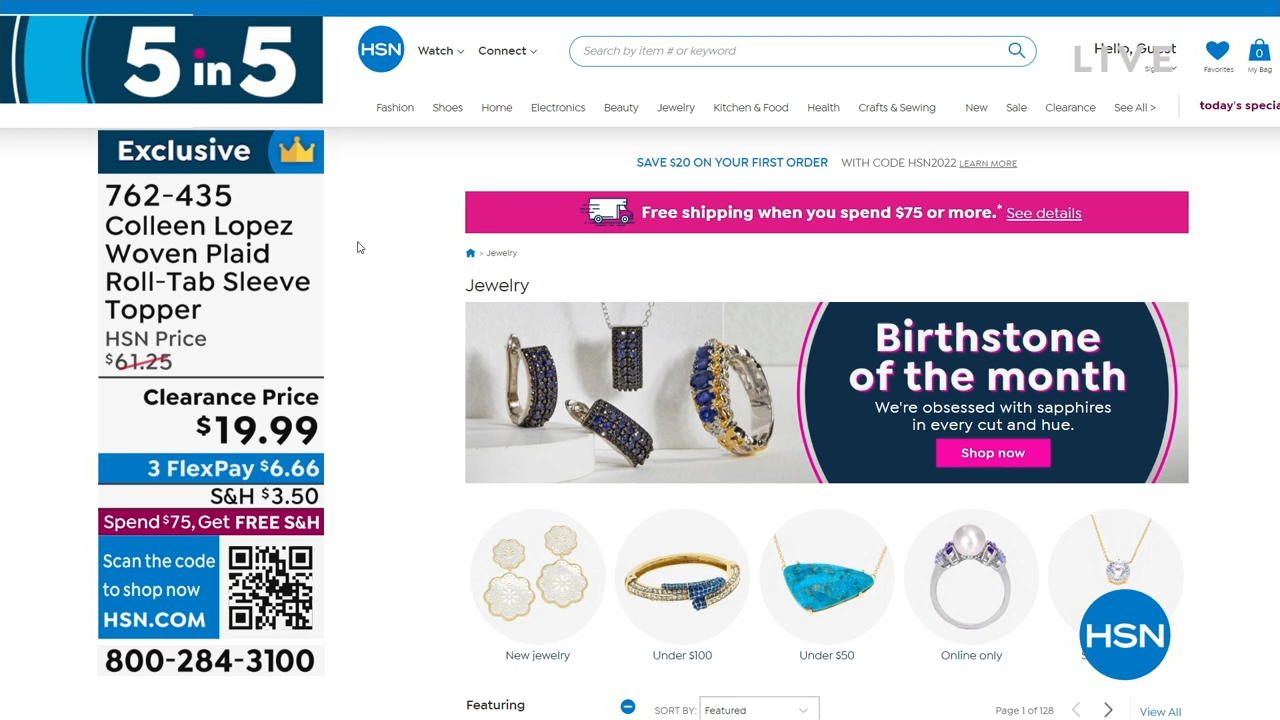 5 in 5
HSN
Watch
Connect
Search by item # or keyword
Hello, Guest
LIVE
Favorites
0
My Bag
Fashion
Shoes
Home
Electronics
Beauty
Jewelry
Kitchen & Food
Health
Crafts & Sewing
New
Sale
Clearance
See All >
today's specia
Exclusive
762-435
Colleen Lopez
Woven Plaid
Roll-Tab Sleeve
Topper
HSN Price
$61.25
Clearance Price
$19.99
3 FlexPay $6.66
S&H $3.50
Spend $75, Get FREE S&H
Scan the code
to shop now
HSN.COM
800-284-3100
SAVE $20 ON YOUR FIRST ORDER WITH CODE HSN2022 LEARN MORE
Free shipping when you spend $75 or more.* See details
> Jewelry
Jewelry
Birthstone
of the month
We're obsessed with sapphires
in every cut and hue.
Shop now
New jewelry
Under $100
Under $50
Online only
HSN
Featuring
SORT BY: Featured
Page 1 of 128
View All